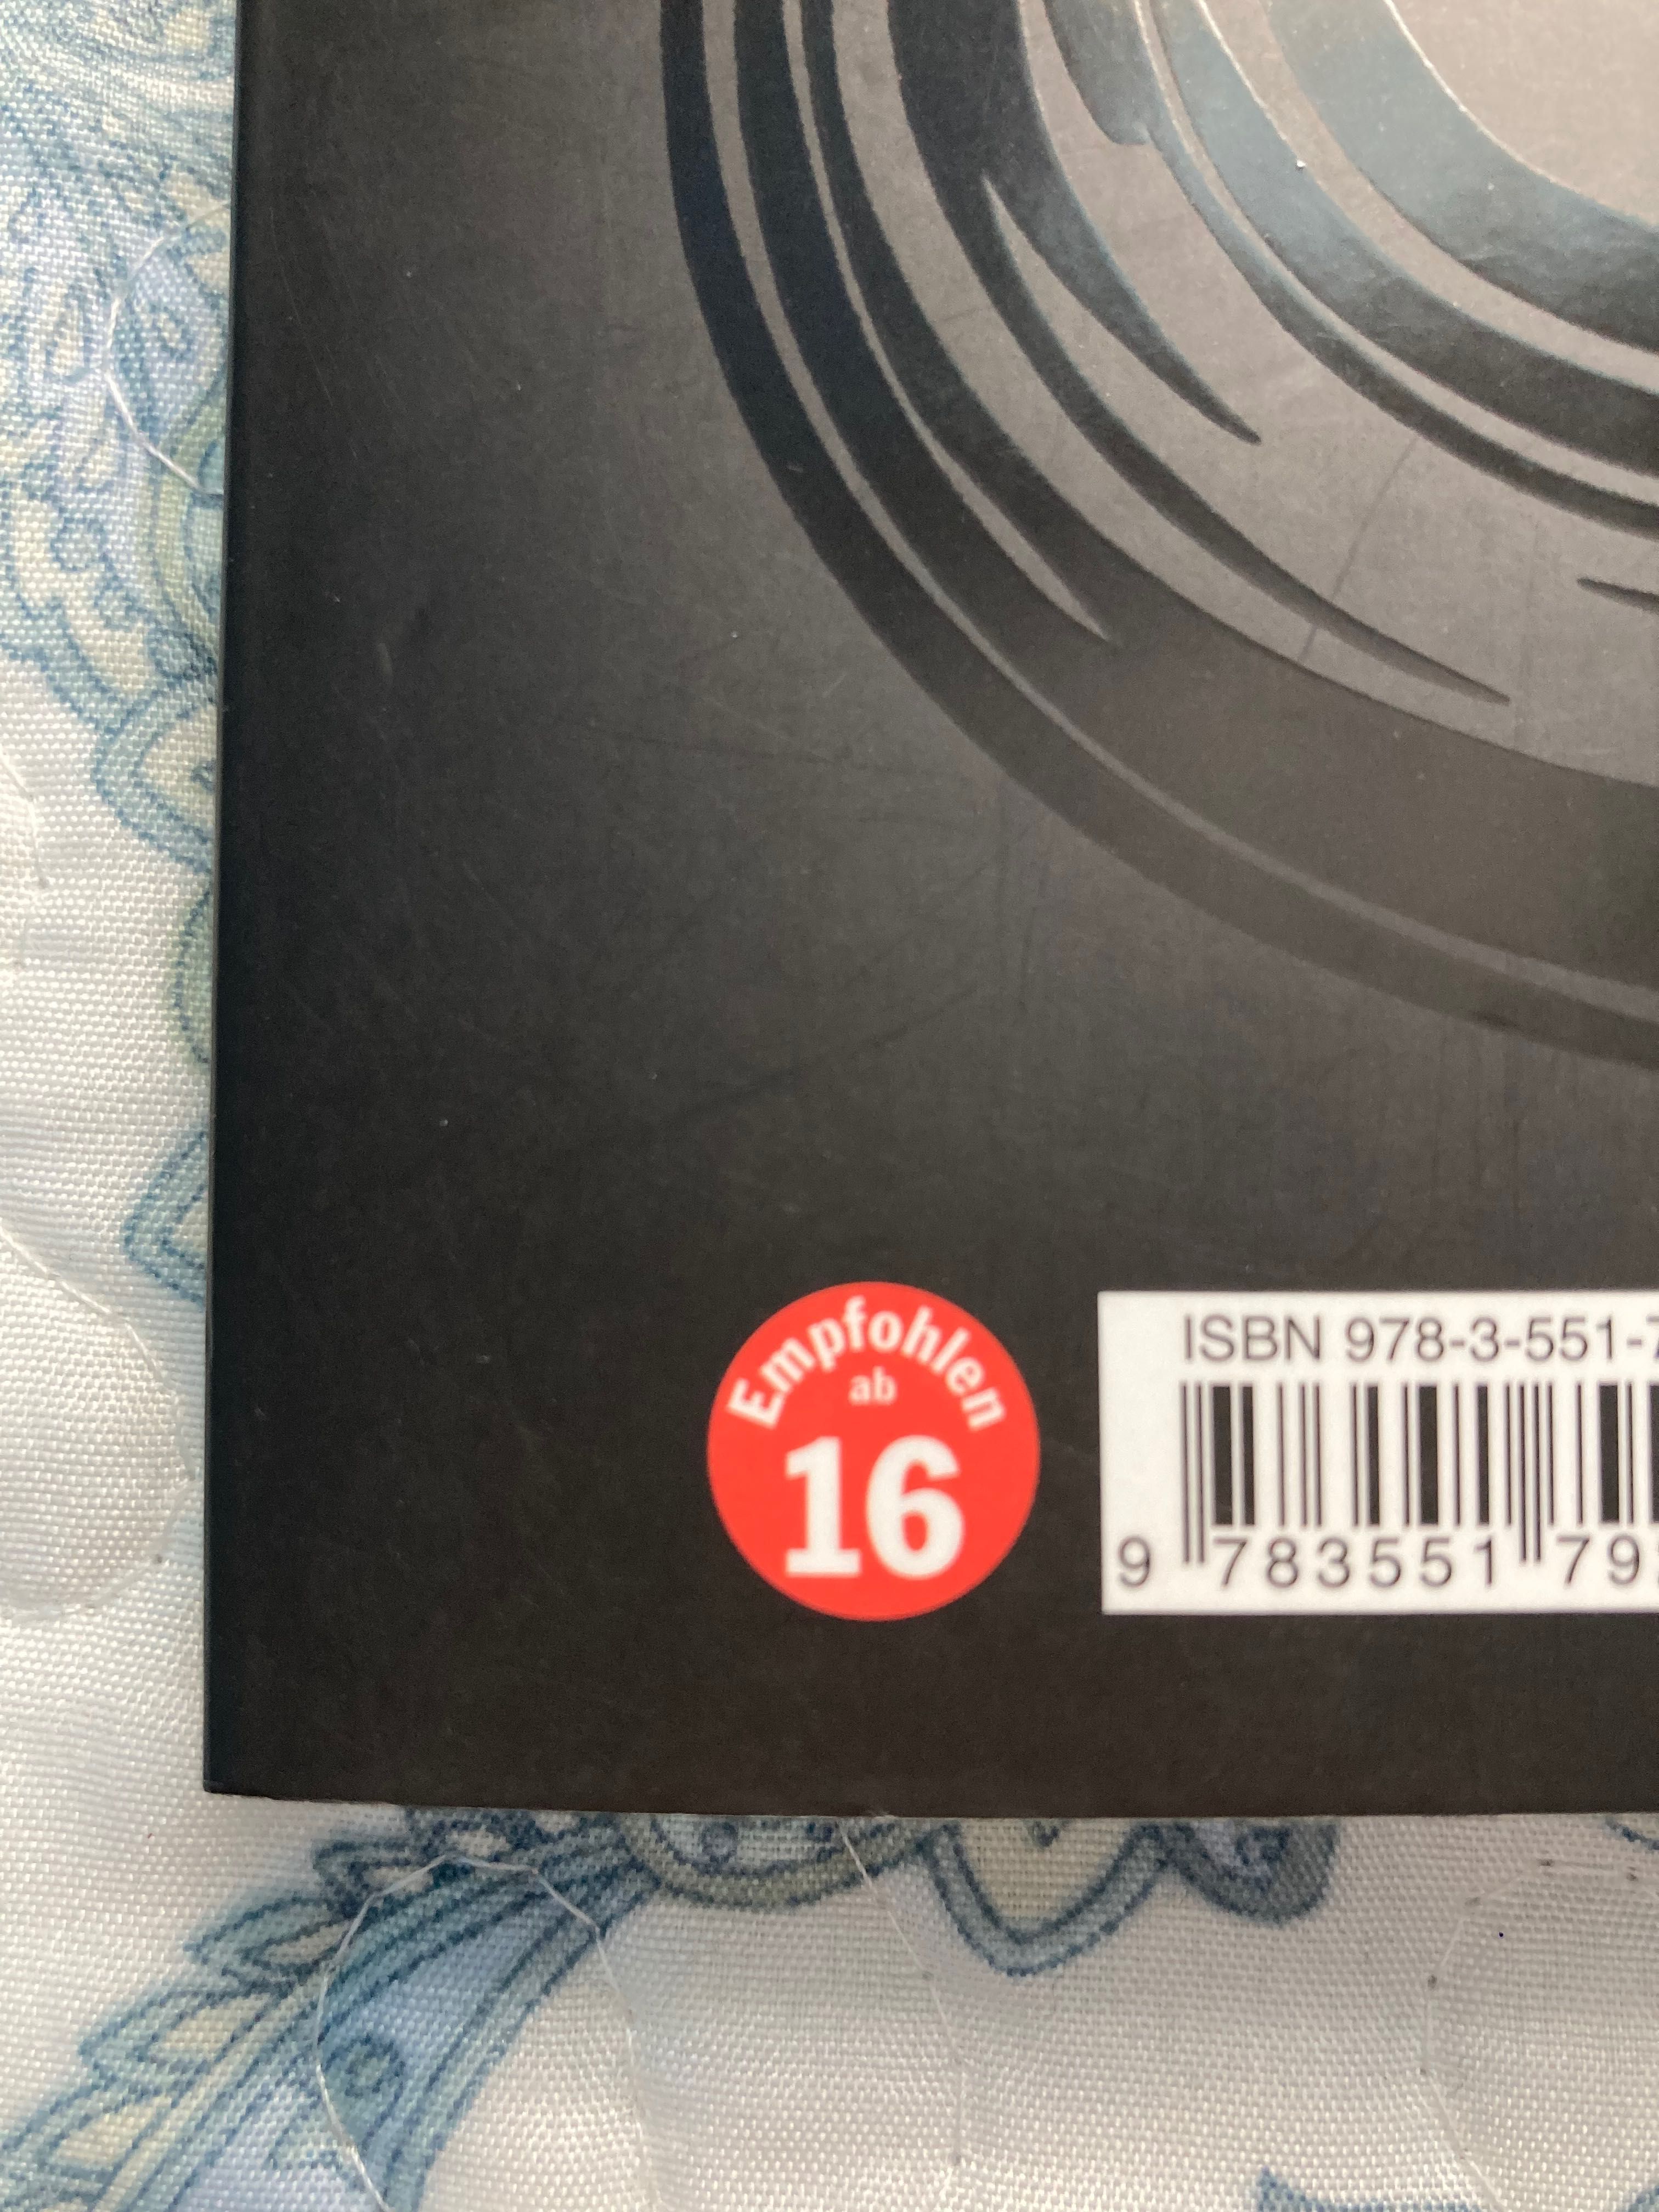 Empfohlen
ab
16
ISBN 978-3-551-7
9 783551 79